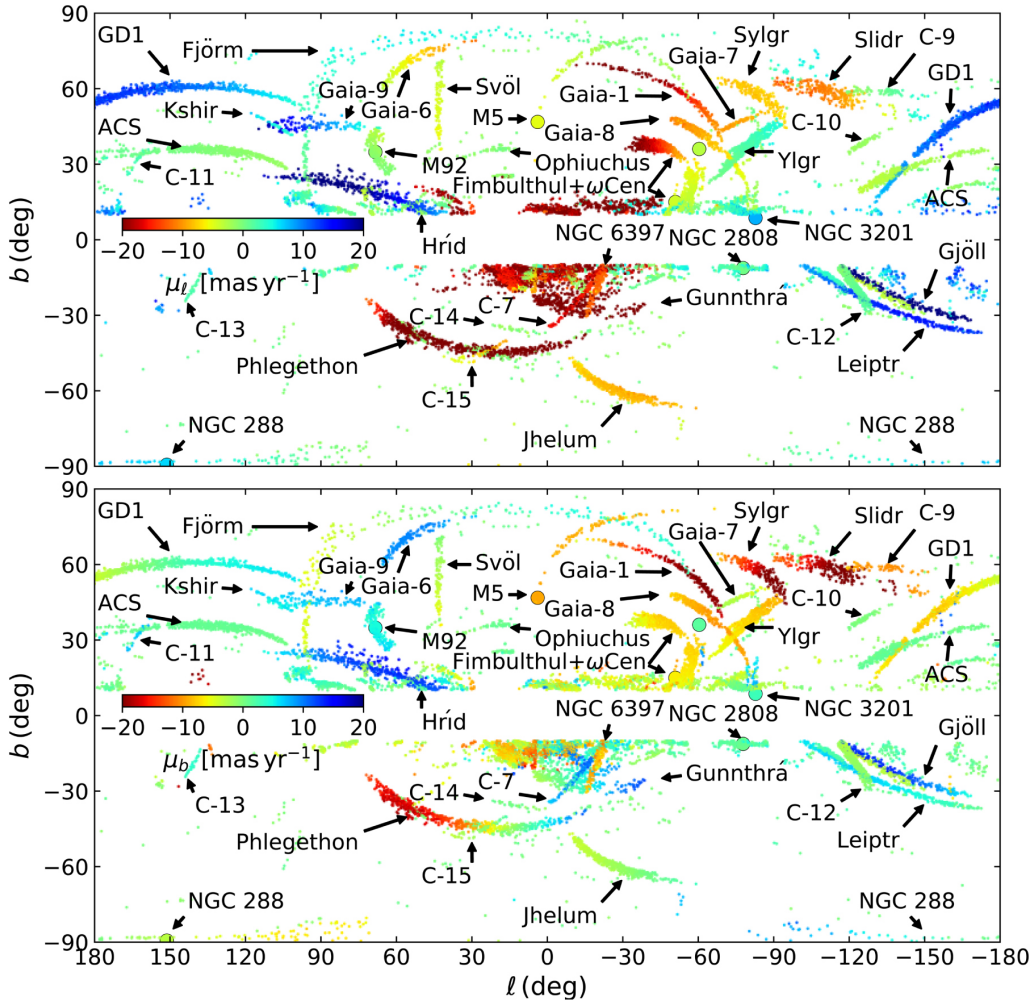 90
60
30
0
−30
−60
−90
b (deg)
GD1
Fjörm
Kshir
Gaia-9
Gaia-6
Svöl
M5
ACS
C-11
M92
Gaia-1
Gaia-8
Gaia-7
Sylgr
Slidr
C-9
GD1
C-10
Ophiuchus
Fimbulthul+ωCen
Ylgr
ACS
−20 −10 0 10 20
μℓ [mas yr⁻¹]
Hríd
NGC 6397
NGC 2808
NGC 3201
Gjöll
C-13
C-14
C-7
Gunnthrá
C-12
Leiptr
Phlegethon
C-15
Jhelum
NGC 288
NGC 288
90
60
30
0
−30
−60
−90
b (deg)
GD1
Fjörm
Kshir
Gaia-9
Gaia-6
Svöl
M5
ACS
C-11
M92
Gaia-1
Gaia-8
Gaia-7
Sylgr
Slidr
C-9
GD1
C-10
Ophiuchus
Fimbulthul+ωCen
Ylgr
ACS
−20 −10 0 10 20
μb [mas yr⁻¹]
Hríd
NGC 6397
NGC 2808
NGC 3201
Gjöll
C-13
C-14
C-7
Gunnthrá
C-12
Leiptr
Phlegethon
C-15
Jhelum
NGC 288
NGC 288
180 150 120 90 60 30 0 −30 −60 −90 −120 −150 −180
ℓ (deg)